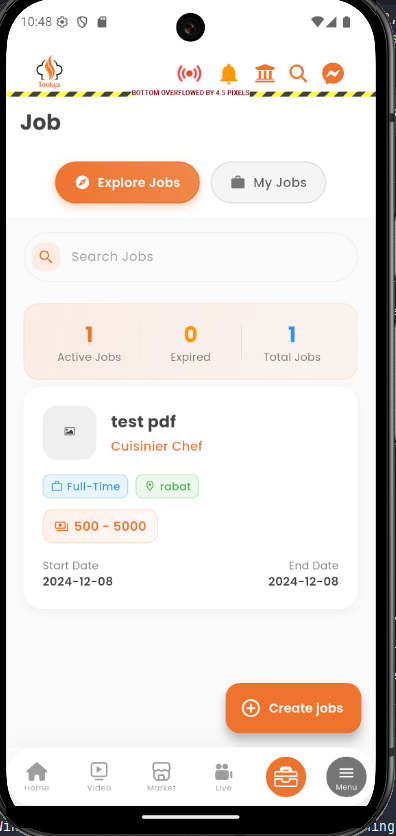 10:48
Tookpiz
BOTTOM OVERFLOWED BY 4.5 PIXELS
Job
Explore Jobs My Jobs
Search Jobs
1 0 1
Active Jobs Expired Total Jobs
test pdf
Cuisinier Chef
Full-Time rabat
500 - 5000
Start Date End Date
2024-12-08 2024-12-08
Create jobs
Home Video Market Live Menu